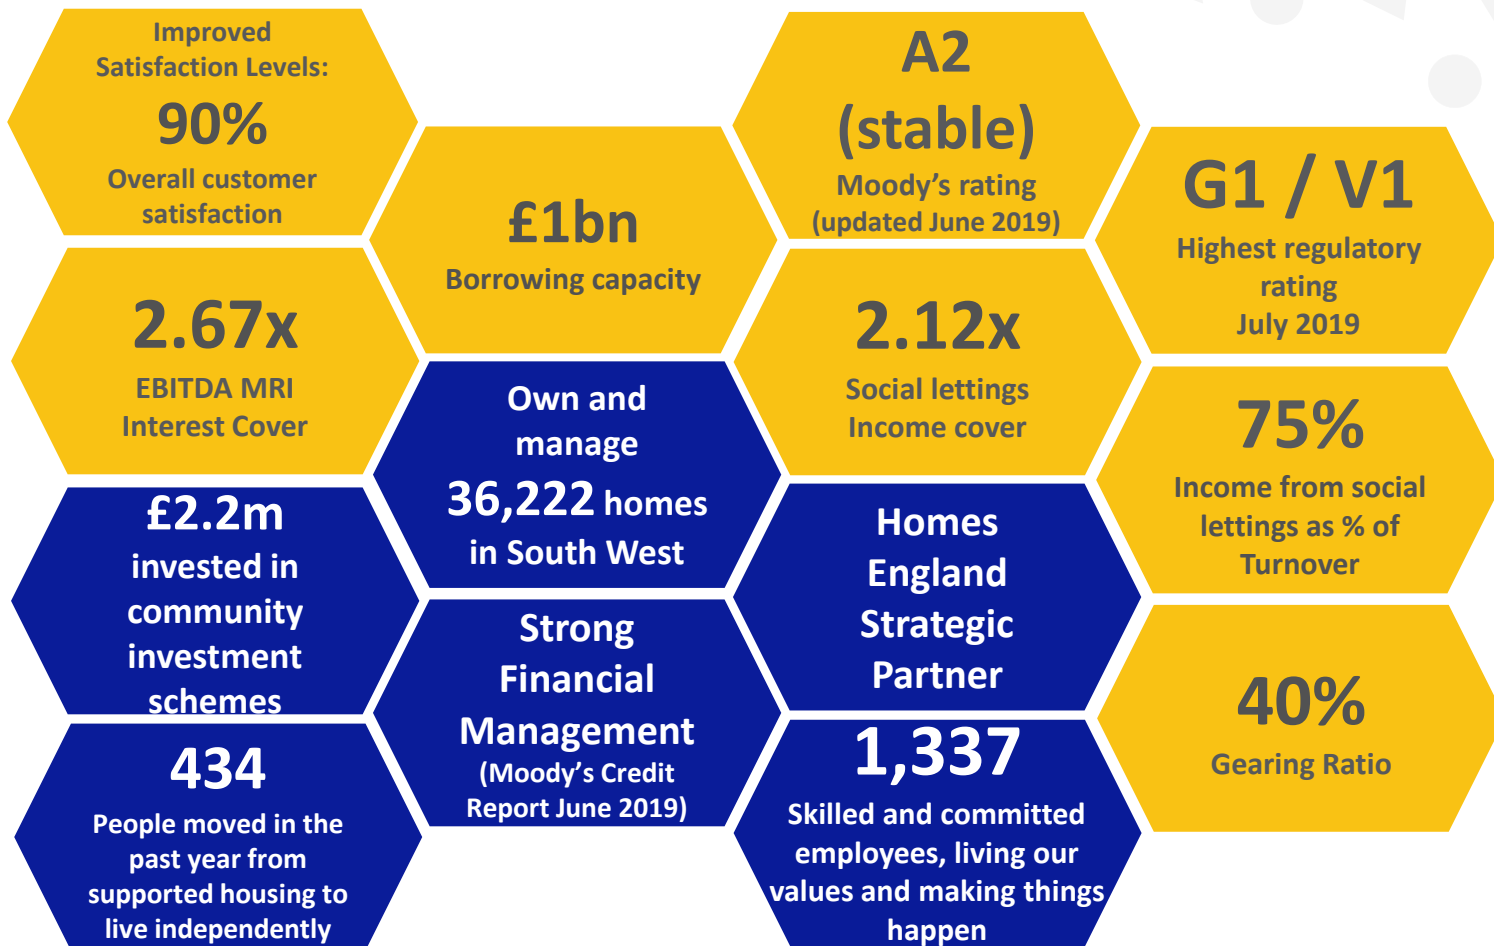 Improved
Satisfaction Levels:
90%
Overall customer
satisfaction
2.67x
EBITDA MRI
Interest Cover
£2.2m
invested in
community
investment
schemes
434
People moved in the
past year from
supported housing to
live independently
£1bn
Borrowing capacity
Own and
manage
36,222 homes
in South West
Strong
Financial
Management
(Moody’s Credit
Report June 2019)
A2
(stable)
Moody’s rating
(updated June 2019)
2.12x
Social lettings
Income cover
Homes
England
Strategic
Partner
1,337
Skilled and committed
employees, living our
values and making things
happen
G1 / V1
Highest regulatory
rating
July 2019
75%
Income from social
lettings as % of
Turnover
40%
Gearing Ratio